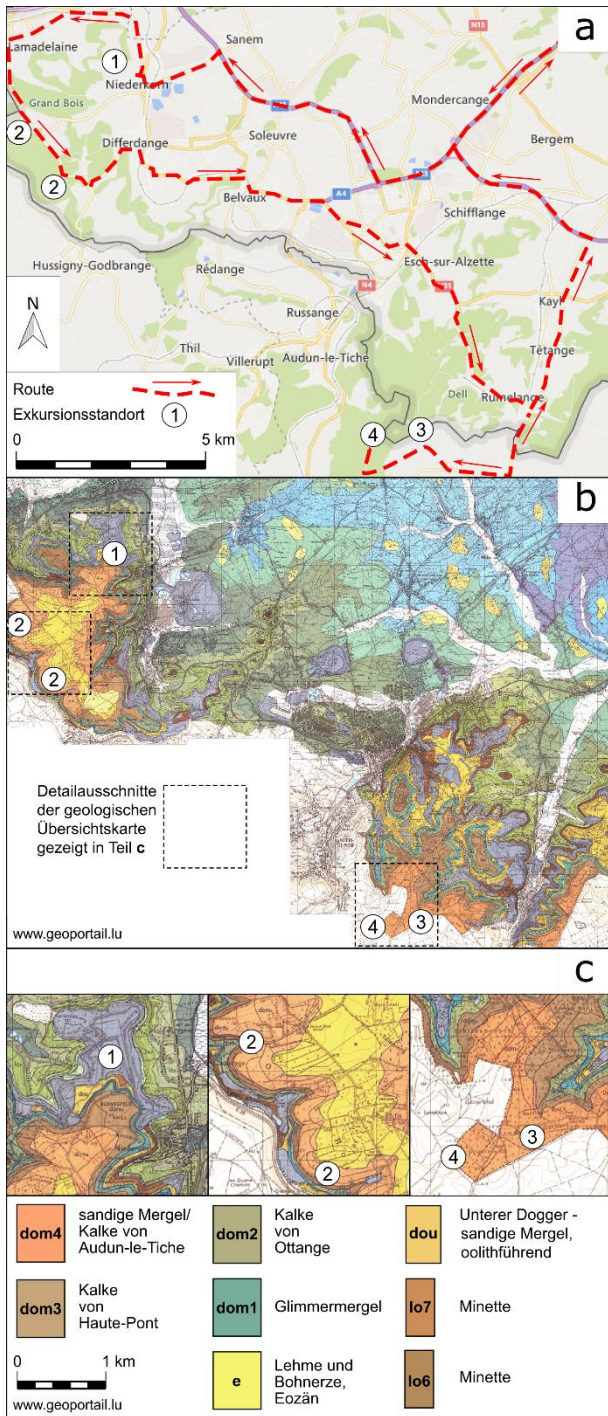 a
N13
Sanem
Lamadelaine
1
Niederkorn
Mondercange
Grand Bois
2
Differdange
Soleuvre
Bergem
2
Belvaux
A4
Schifflange
Hussigny-Godbrange
Rédange
Esch-sur-Alzette
N4
N31
Kayl
N
Russange
Thil
Villerupt
Audun-le-Tiche
Tétange
Dell
Rumelange
Route
Exkursionsstandort 1
4
3
0
5 km
b
1
2
2
Detailausschnitte
der geologischen
Übersichtskarte
gezeigt in Teil c
4
3
www.geoportail.lu
c
1
dou
2
e
2
3
4
dom4
sandige Mergel/
Kalke von
Audun-le-Tiche
dom2
Kalke
von
Ottange
dou
Unterer Dogger -
sandige Mergel,
oolithführend
dom3
Kalke
von
Haute-Pont
dom1
Glimmermergel
lo7
Minette
0
1 km
www.geoportail.lu
e
Lehme und
Bohnerze,
Eozän
lo6
Minette